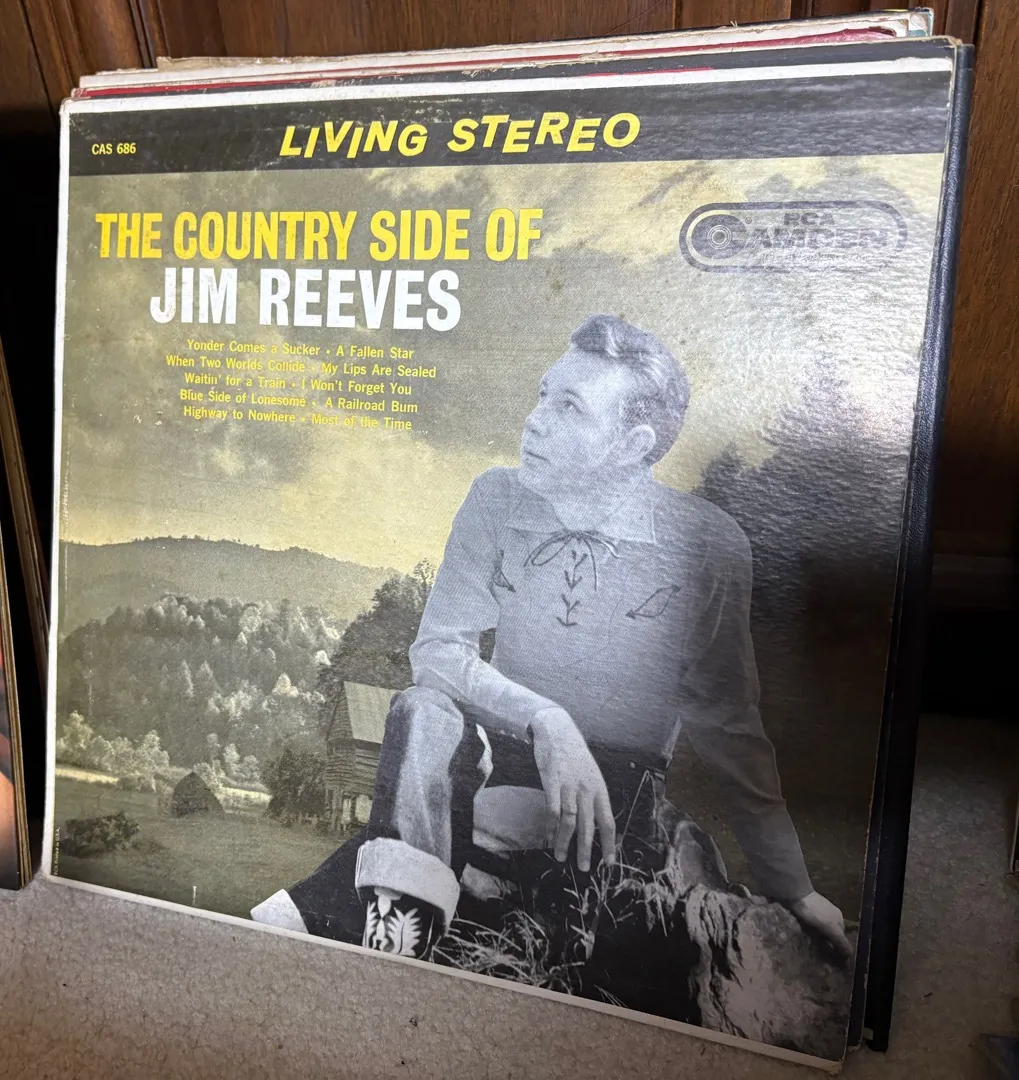 CAS 686
LIVING STEREO
THE COUNTRY SIDE OF
JIM REEVES
RCA
CAMDEN
Yonder Comes a Sucker • A Fallen Star
When Two Worlds Collide • My Lips Are Sealed
Waitin' for a Train • I Won't Forget You
Blue Side of Lonesome • A Railroad Bum
Highway to Nowhere • Most of the Time